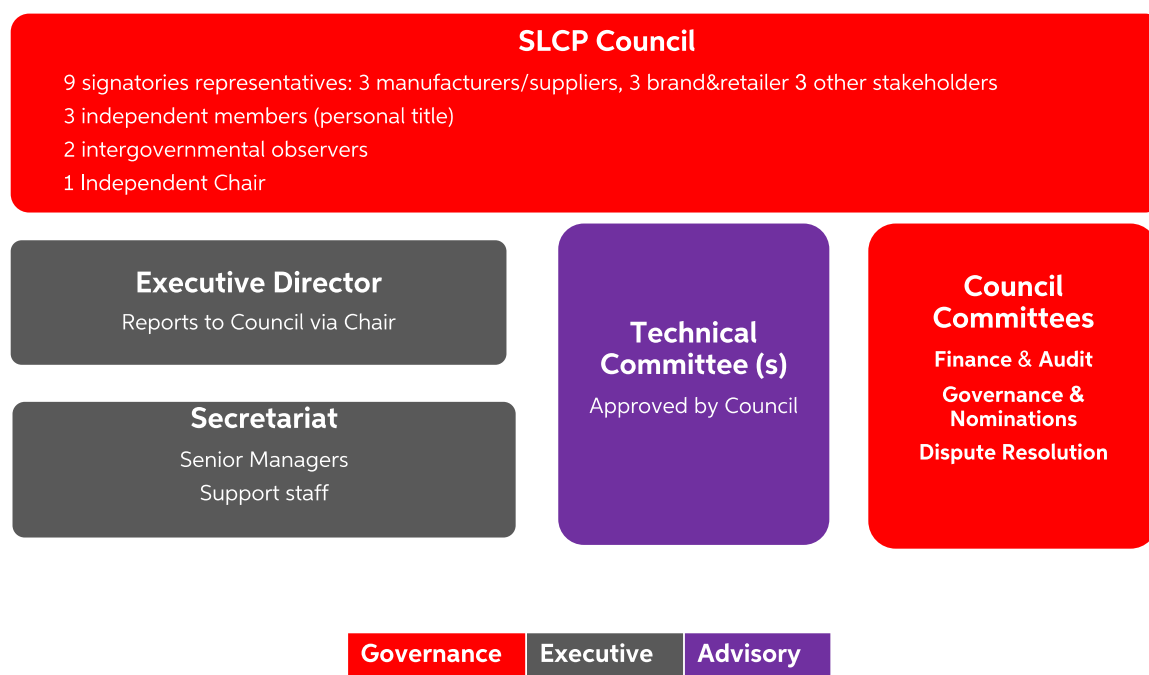 SLCP Council
9 signatories representatives: 3 manufacturers/suppliers, 3 brand&retailer 3 other stakeholders
3 independent members (personal title)
2 intergovernmental observers
1 Independent Chair
Executive Director
Reports to Council via Chair
Secretariat
Senior Managers
Support staff
Technical
Committee (s)
Approved by Council
Council
Committees
Finance & Audit
Governance &
Nominations
Dispute Resolution
Governance
Executive
Advisory